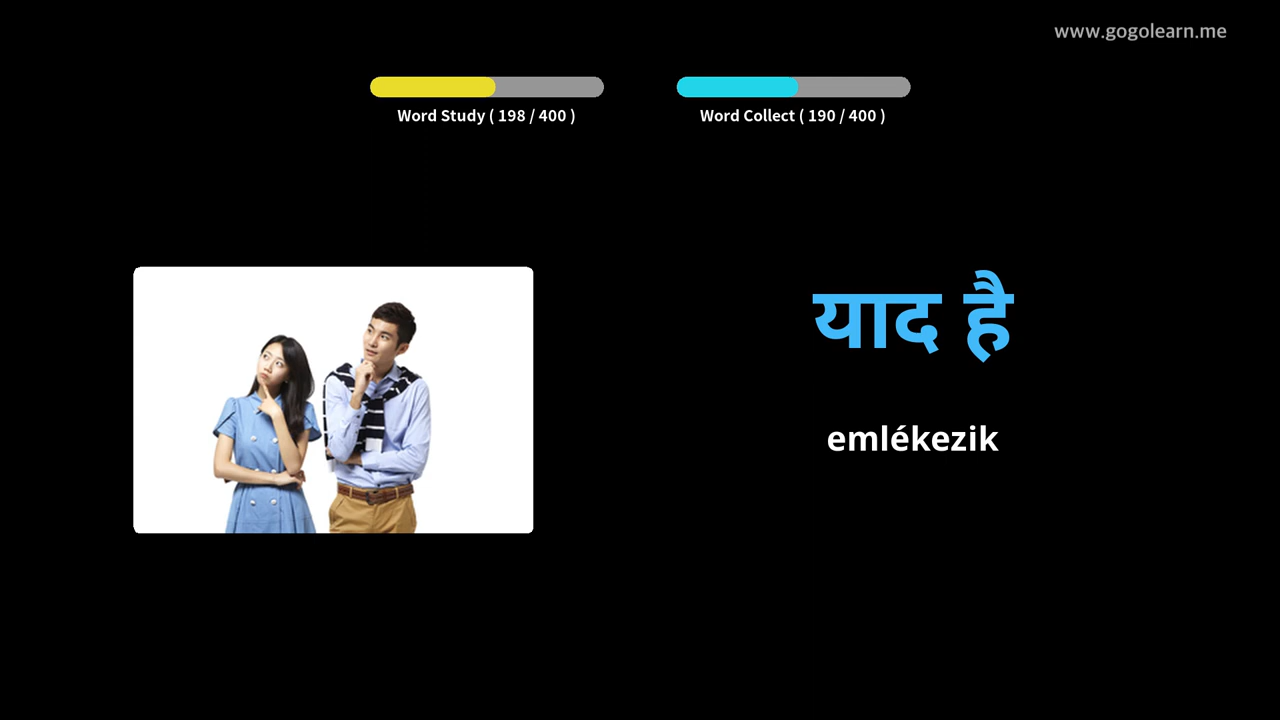 www.gogolearn.me
Word Study ( 198 / 400 )
Word Collect ( 190 / 400 )
याद है
emlékezik